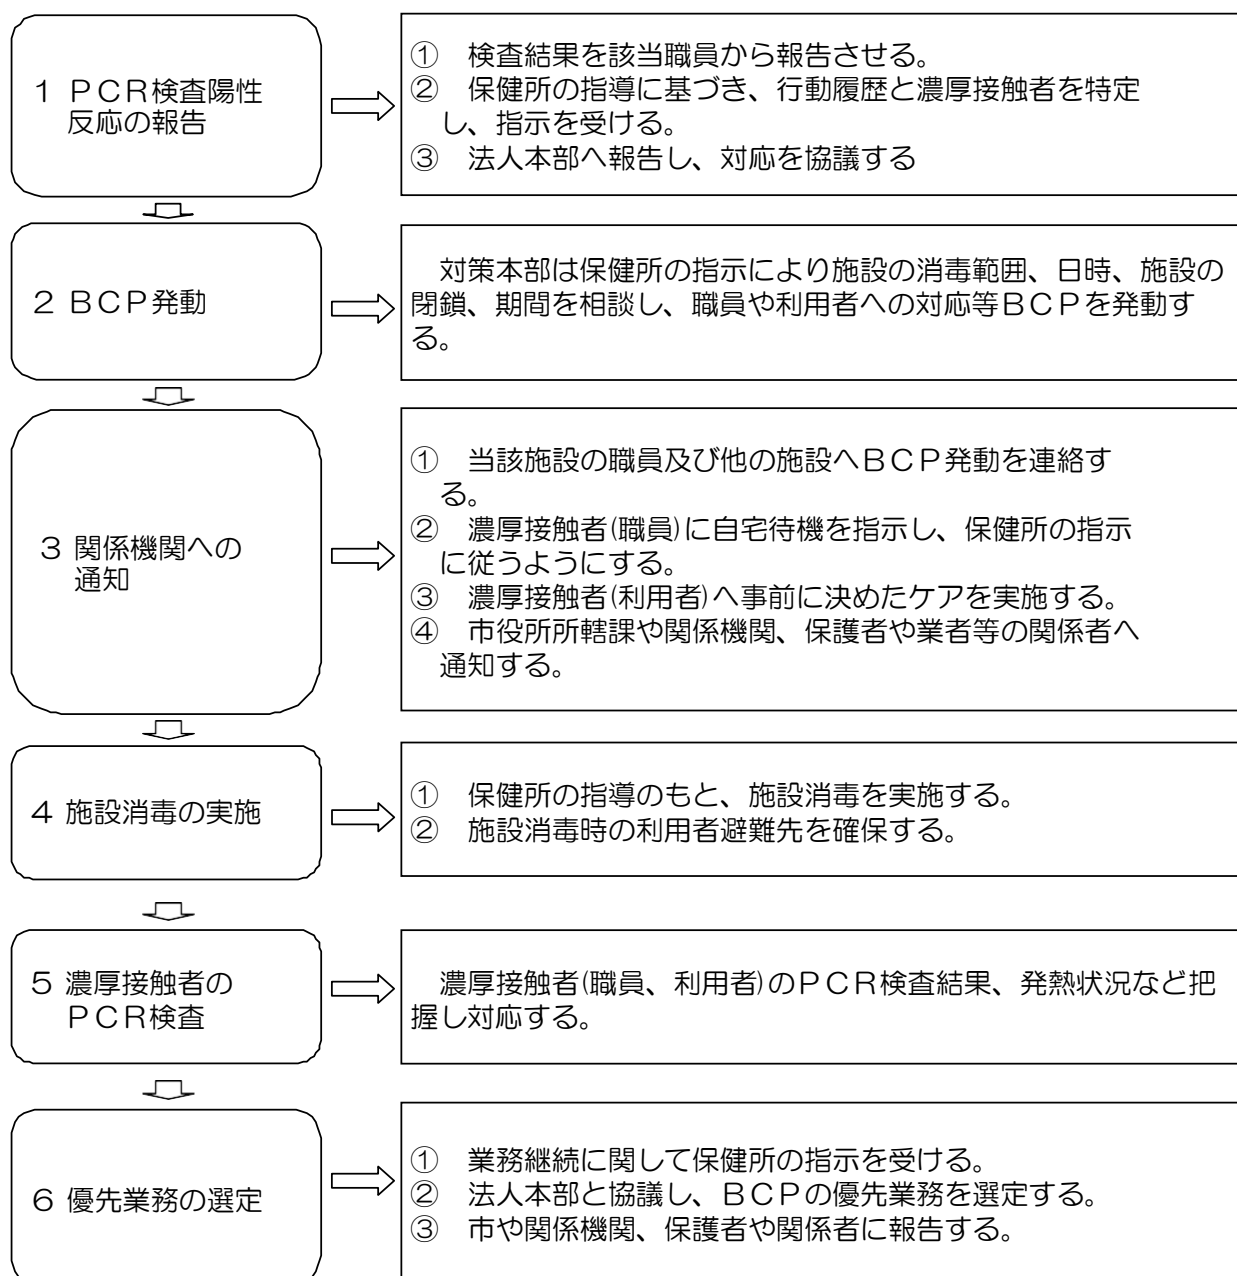 １ ＰＣＲ検査陽性
反応の報告
①　検査結果を該当職員から報告させる。
②　保健所の指導に基づき、行動履歴と濃厚接触者を特定
し、指示を受ける。
③　法人本部へ報告し、対応を協議する
２ ＢＣＰ発動
対策本部は保健所の指示により施設の消毒範囲、日時、施設の
閉鎖、期間を相談し、職員や利用者への対応等ＢＣＰを発動す
る。
３ 関係機関への
通知
①　当該施設の職員及び他の施設へＢＣＰ発動を連絡す
る。
②　濃厚接触者(職員)に自宅待機を指示し、保健所の指示
に従うようにする。
③　濃厚接触者(利用者)へ事前に決めたケアを実施する。
④　市役所所轄課や関係機関、保護者や業者等の関係者へ
通知する。
４ 施設消毒の実施
①　保健所の指導のもと、施設消毒を実施する。
②　施設消毒時の利用者避難先を確保する。
５ 濃厚接触者の
ＰＣＲ検査
濃厚接触者(職員、利用者)のＰＣＲ検査結果、発熱状況など把
握し対応する。
６ 優先業務の選定
①　業務継続に関して保健所の指示を受ける。
②　法人本部と協議し、ＢＣＰの優先業務を選定する。
③　市や関係機関、保護者や関係者に報告する。